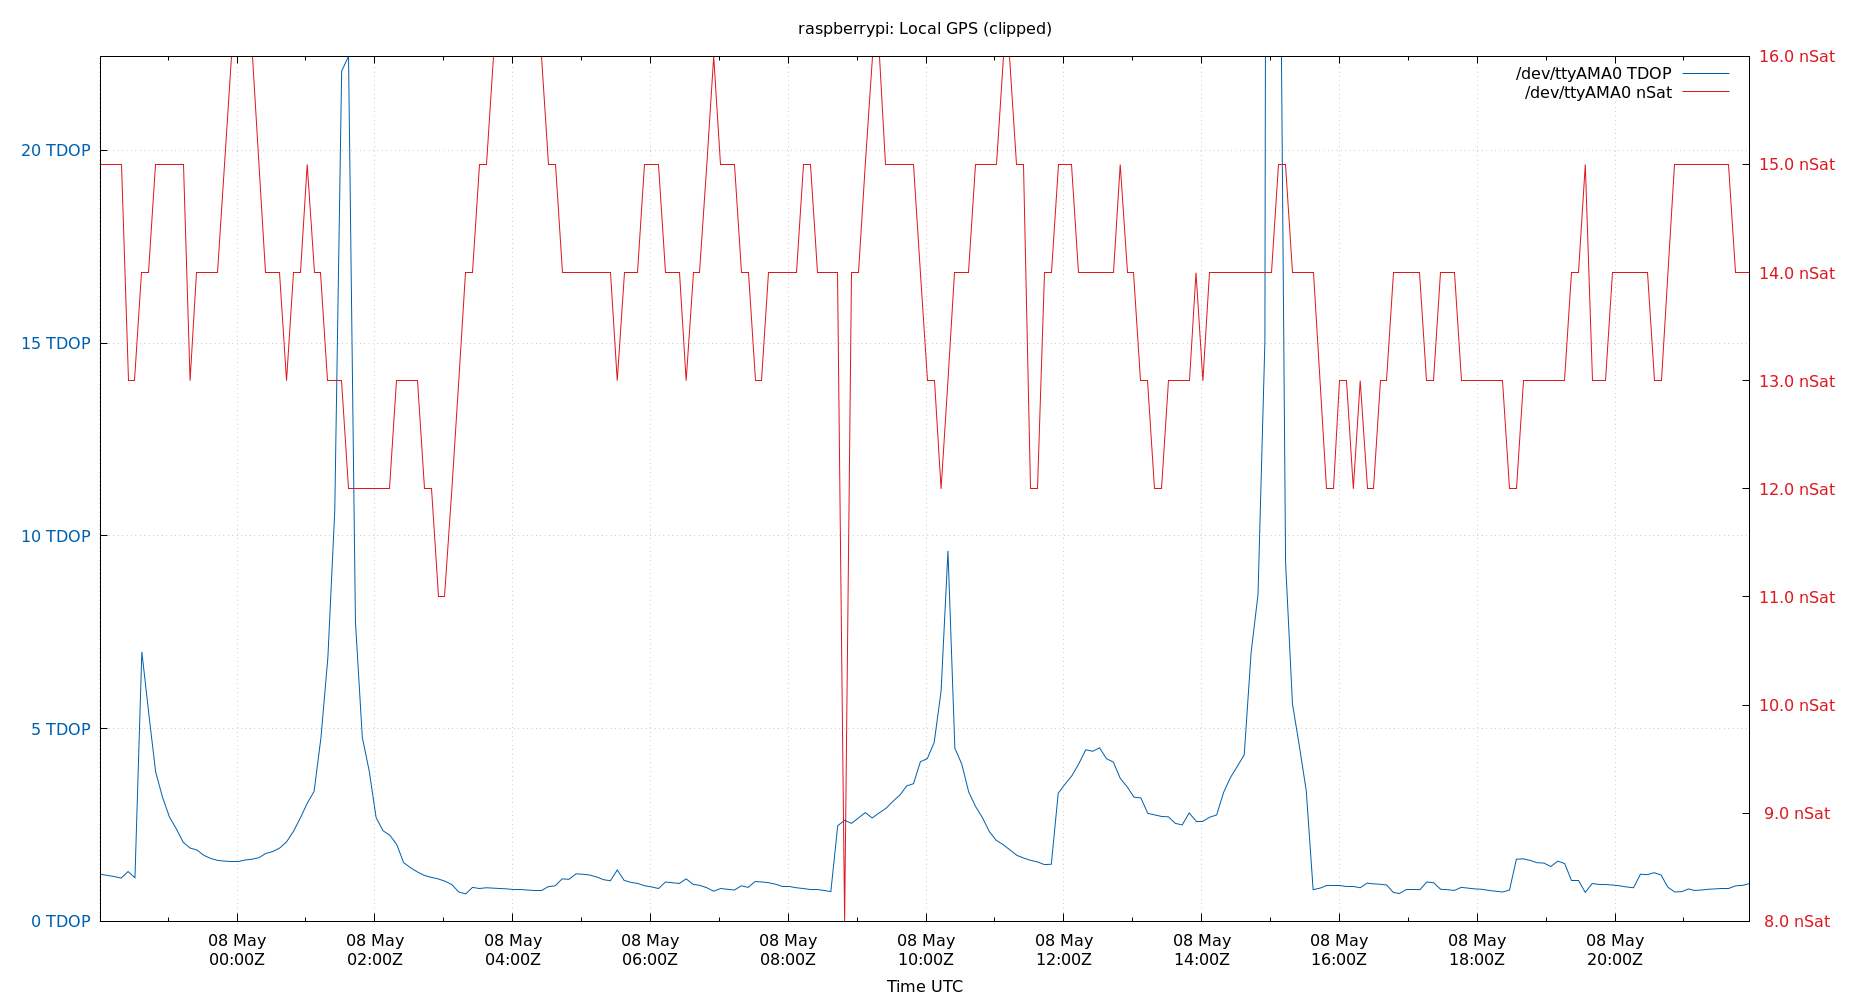 raspberrypi: Local GPS (clipped)
/dev/ttyAMA0 TDOP
/dev/ttyAMA0 nSat
20 TDOP
15 TDOP
10 TDOP
5 TDOP
0 TDOP
16.0 nSat
15.0 nSat
14.0 nSat
13.0 nSat
12.0 nSat
11.0 nSat
10.0 nSat
9.0 nSat
8.0 nSat
08 May 08 May 08 May 08 May 08 May 08 May 08 May 08 May 08 May 08 May 08 May
00:00Z 02:00Z 04:00Z 06:00Z 08:00Z 10:00Z 12:00Z 14:00Z 16:00Z 18:00Z 20:00Z
Time UTC